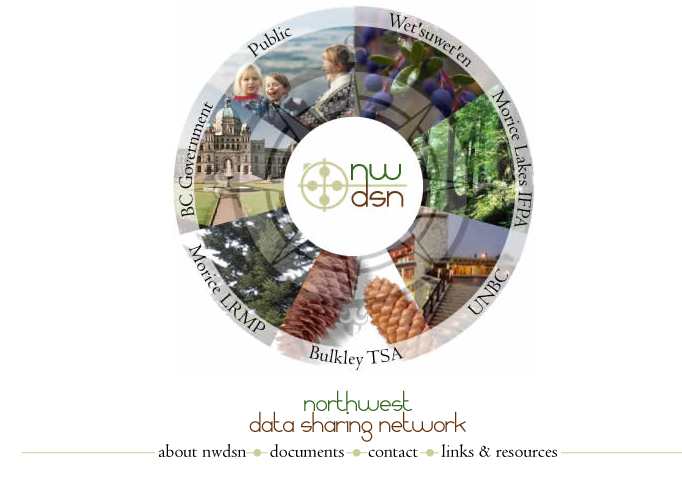 Public
Wet'suwet'en
BC Government
Morice Lakes IFPA
nw
dsn
Morice LRMP
UNBC
Bulkley TSA
northwest
data sharing network
about nwdsn documents contact links & resources